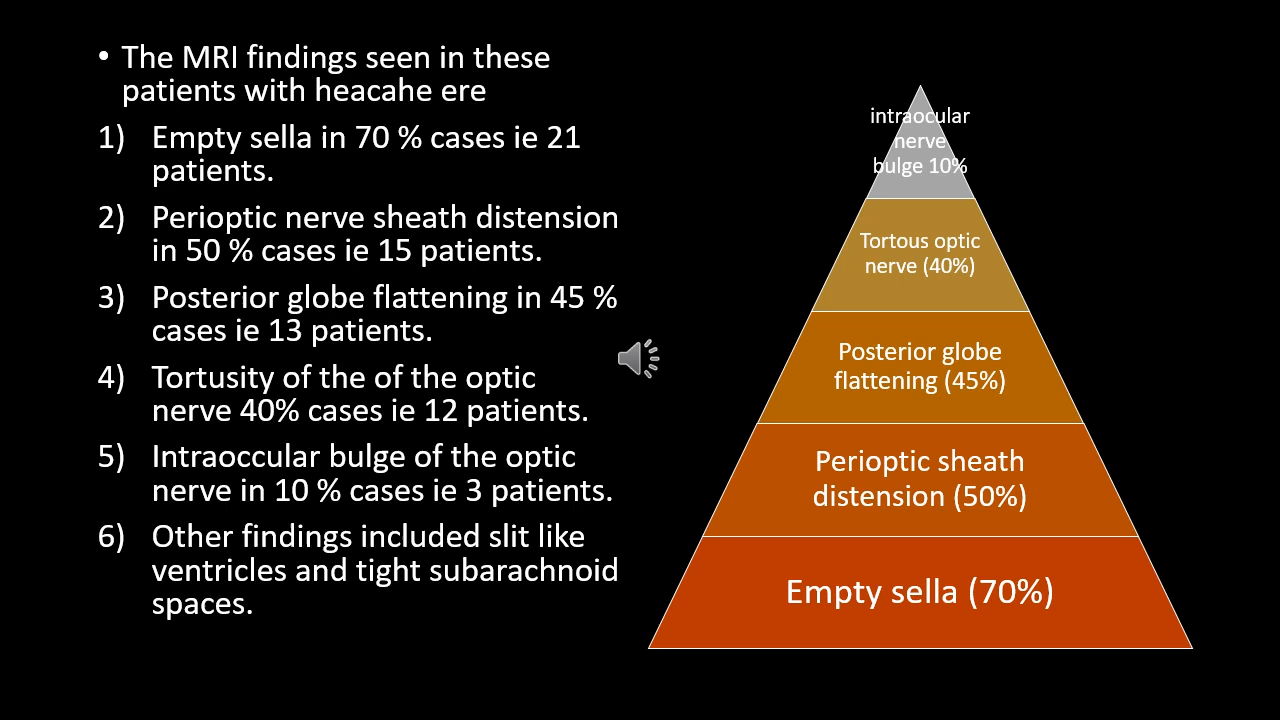 • The MRI findings seen in these
patients with heacahe ere
1) Empty sella in 70 % cases ie 21
patients.
2) Perioptic nerve sheath distension
in 50 % cases ie 15 patients.
3) Posterior globe flattening in 45 %
cases ie 13 patients.
4) Tortusity of the of the optic
nerve 40% cases ie 12 patients.
5) Intraoccular bulge of the optic
nerve in 10 % cases ie 3 patients.
6) Other findings included slit like
ventricles and tight subarachnoid
spaces.
intraocular
nerve
bulge 10%
Tortous optic
nerve (40%)
Posterior globe
flattening (45%)
Perioptic sheath
distension (50%)
Empty sella (70%)